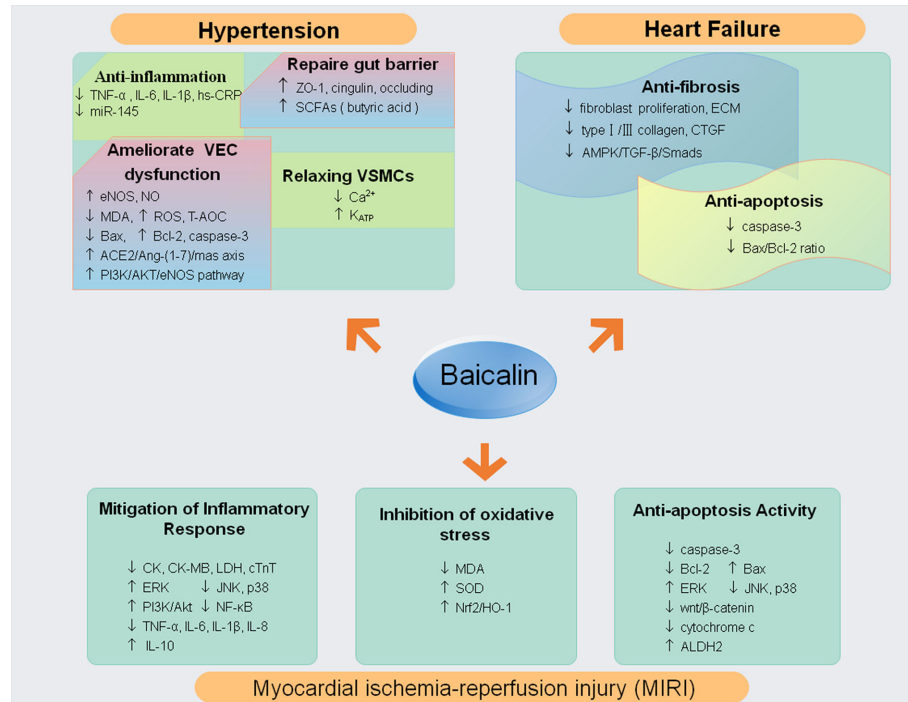 Hypertension
Anti-inflammation
↓ TNF-α , IL-6, IL-1β, hs-CRP
↓ miR-145
Repaire gut barrier
↑ ZO-1, cingulin, occluding
↑ SCFAs ( butyric acid )
Ameliorate VEC
dysfunction
↑ eNOS, NO
↓ MDA, ↑ ROS, T-AOC
↓ Bax, ↑ Bcl-2, caspase-3
↑ ACE2/Ang-(1-7)/mas axis
↑ PI3K/AKT/eNOS pathway
Relaxing VSMCs
↓ Ca²⁺
↑ K_ATP
Heart Failure
Anti-fibrosis
↓ fibroblast proliferation, ECM
↓ type Ⅰ/Ⅲ collagen, CTGF
↓ AMPK/TGF-β/Smads
Anti-apoptosis
↓ caspase-3
↓ Bax/Bcl-2 ratio
Baicalin
Mitigation of Inflammatory
Response
↓ CK, CK-MB, LDH, cTnT
↑ ERK ↓ JNK, p38
↑ PI3K/Akt ↓ NF-κB
↓ TNF-α, IL-6, IL-1β, IL-8
↑ IL-10
Inhibition of oxidative
stress
↓ MDA
↑ SOD
↑ Nrf2/HO-1
Anti-apoptosis Activity
↓ caspase-3
↓ Bcl-2 ↑ Bax
↑ ERK ↓ JNK, p38
↓ wnt/β-catenin
↓ cytochrome c
↑ ALDH2
Myocardial ischemia-reperfusion injury (MIRI)